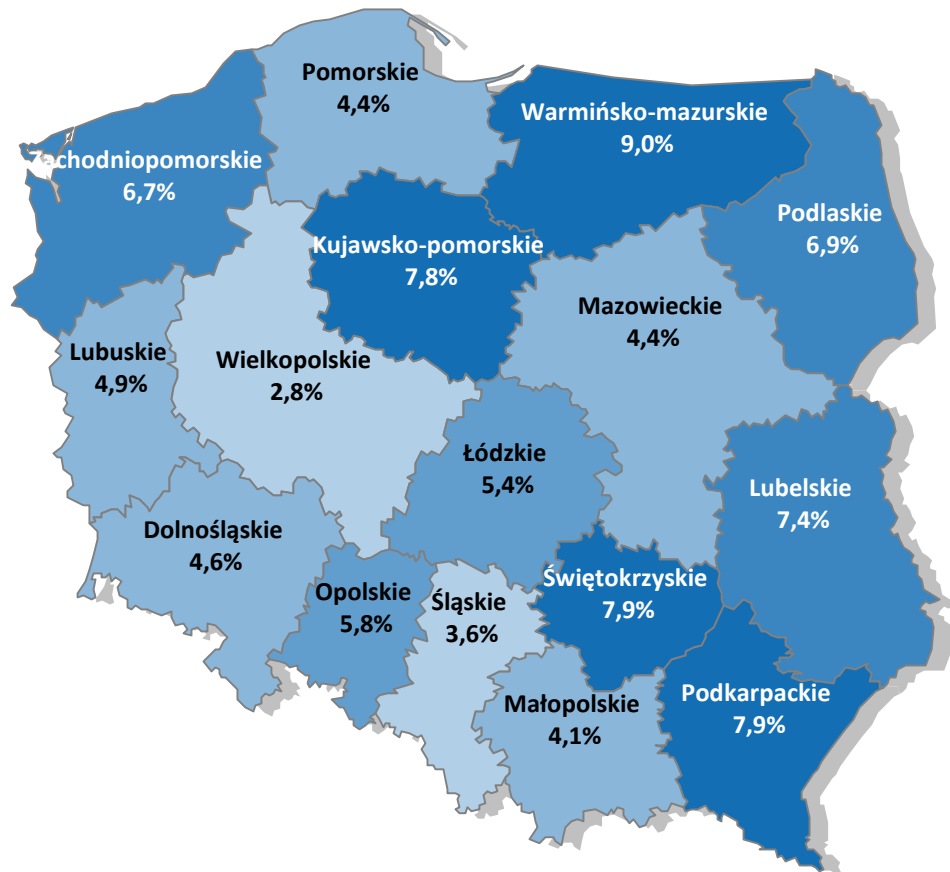 Pomorskie
4,4%
Warmińsko-mazurskie
9,0%
Zachodniopomorskie
6,7%
Podlaskie
6,9%
Kujawsko-pomorskie
7,8%
Mazowieckie
4,4%
Lubuskie
4,9%
Wielkopolskie
2,8%
Łódzkie
5,4%
Lubelskie
7,4%
Dolnośląskie
4,6%
Opolskie
5,8%
Śląskie
3,6%
Świętokrzyskie
7,9%
Małopolskie
4,1%
Podkarpackie
7,9%